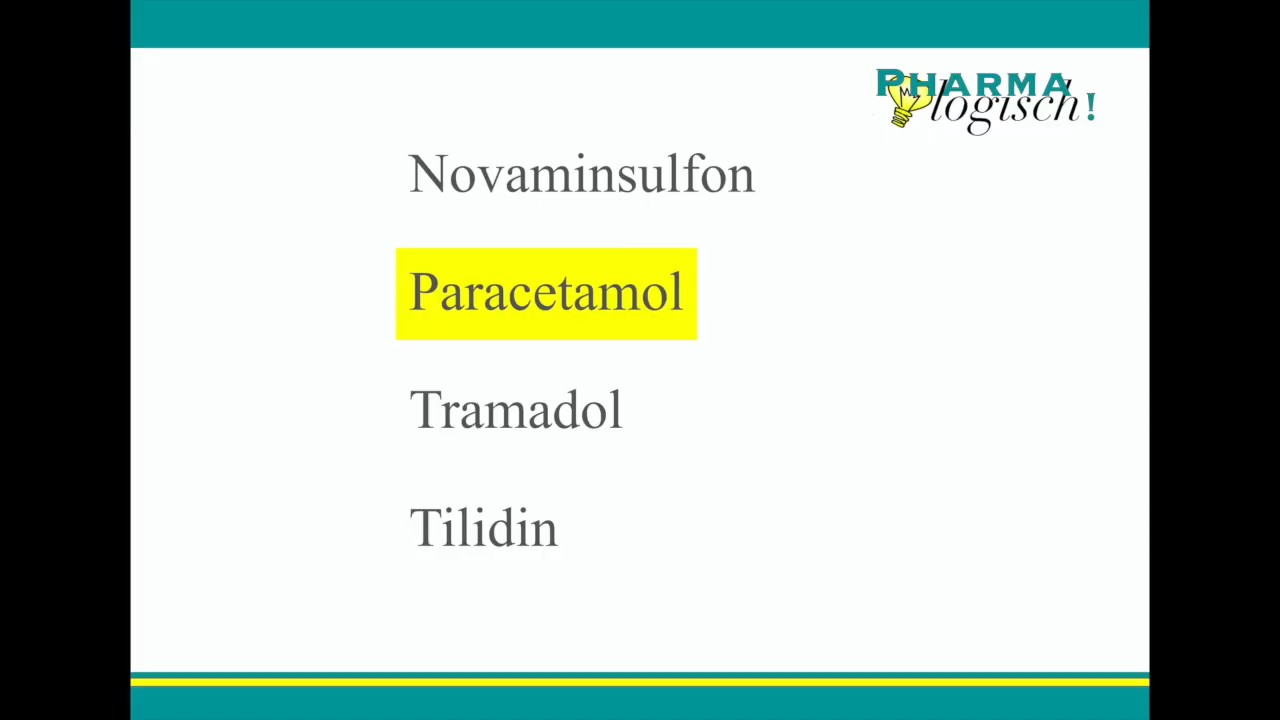 PHARMA
logisch!
Novaminsulfon
Paracetamol
Tramadol
Tilidin